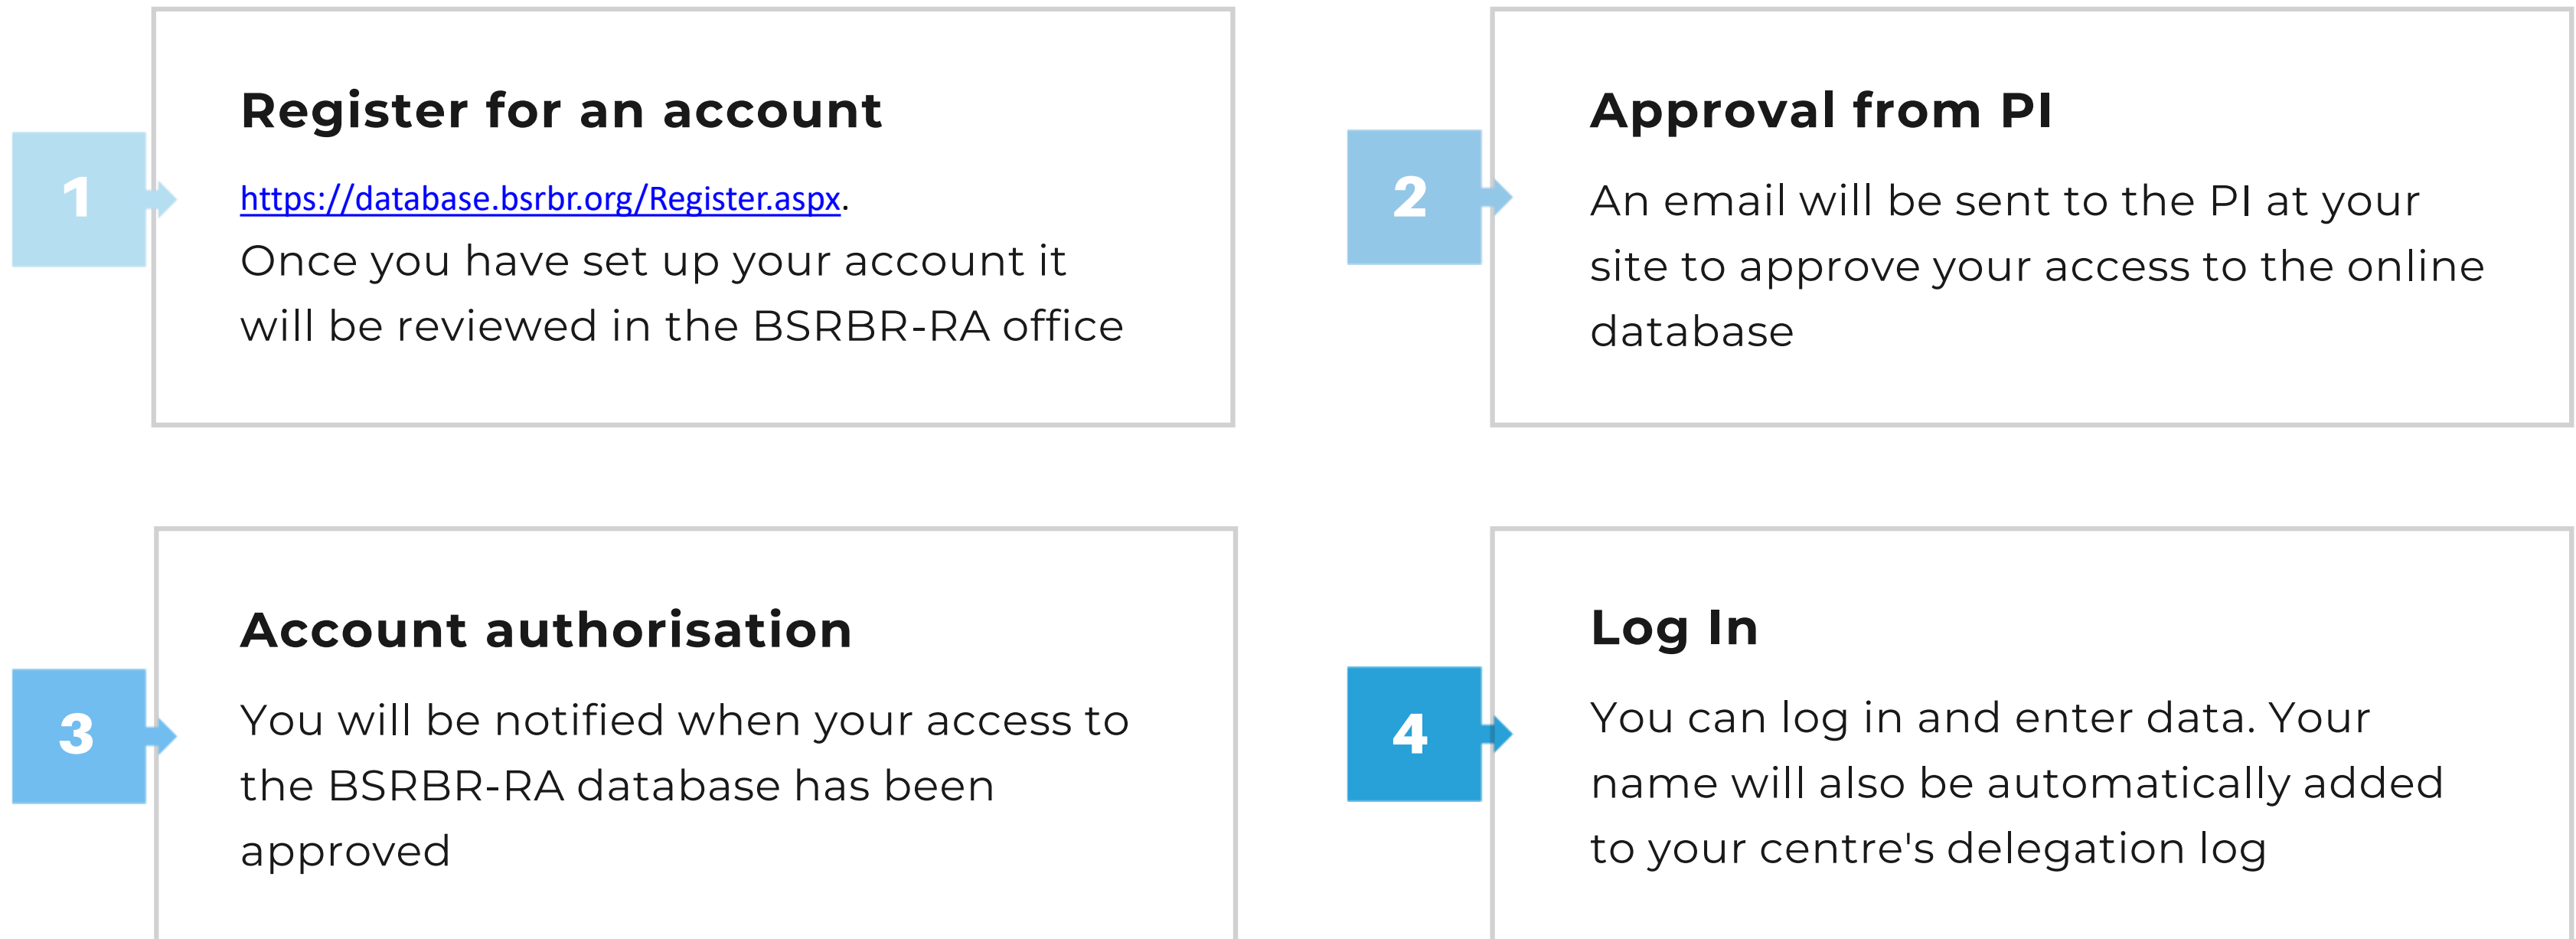 1
Register for an account
https://database.bsrbr.org/Register.aspx.
Once you have set up your account it
will be reviewed in the BSRBR-RA office
2
Approval from PI
An email will be sent to the PI at your
site to approve your access to the online
database
3
Account authorisation
You will be notified when your access to
the BSRBR-RA database has been
approved
4
Log In
You can log in and enter data. Your
name will also be automatically added
to your centre's delegation log